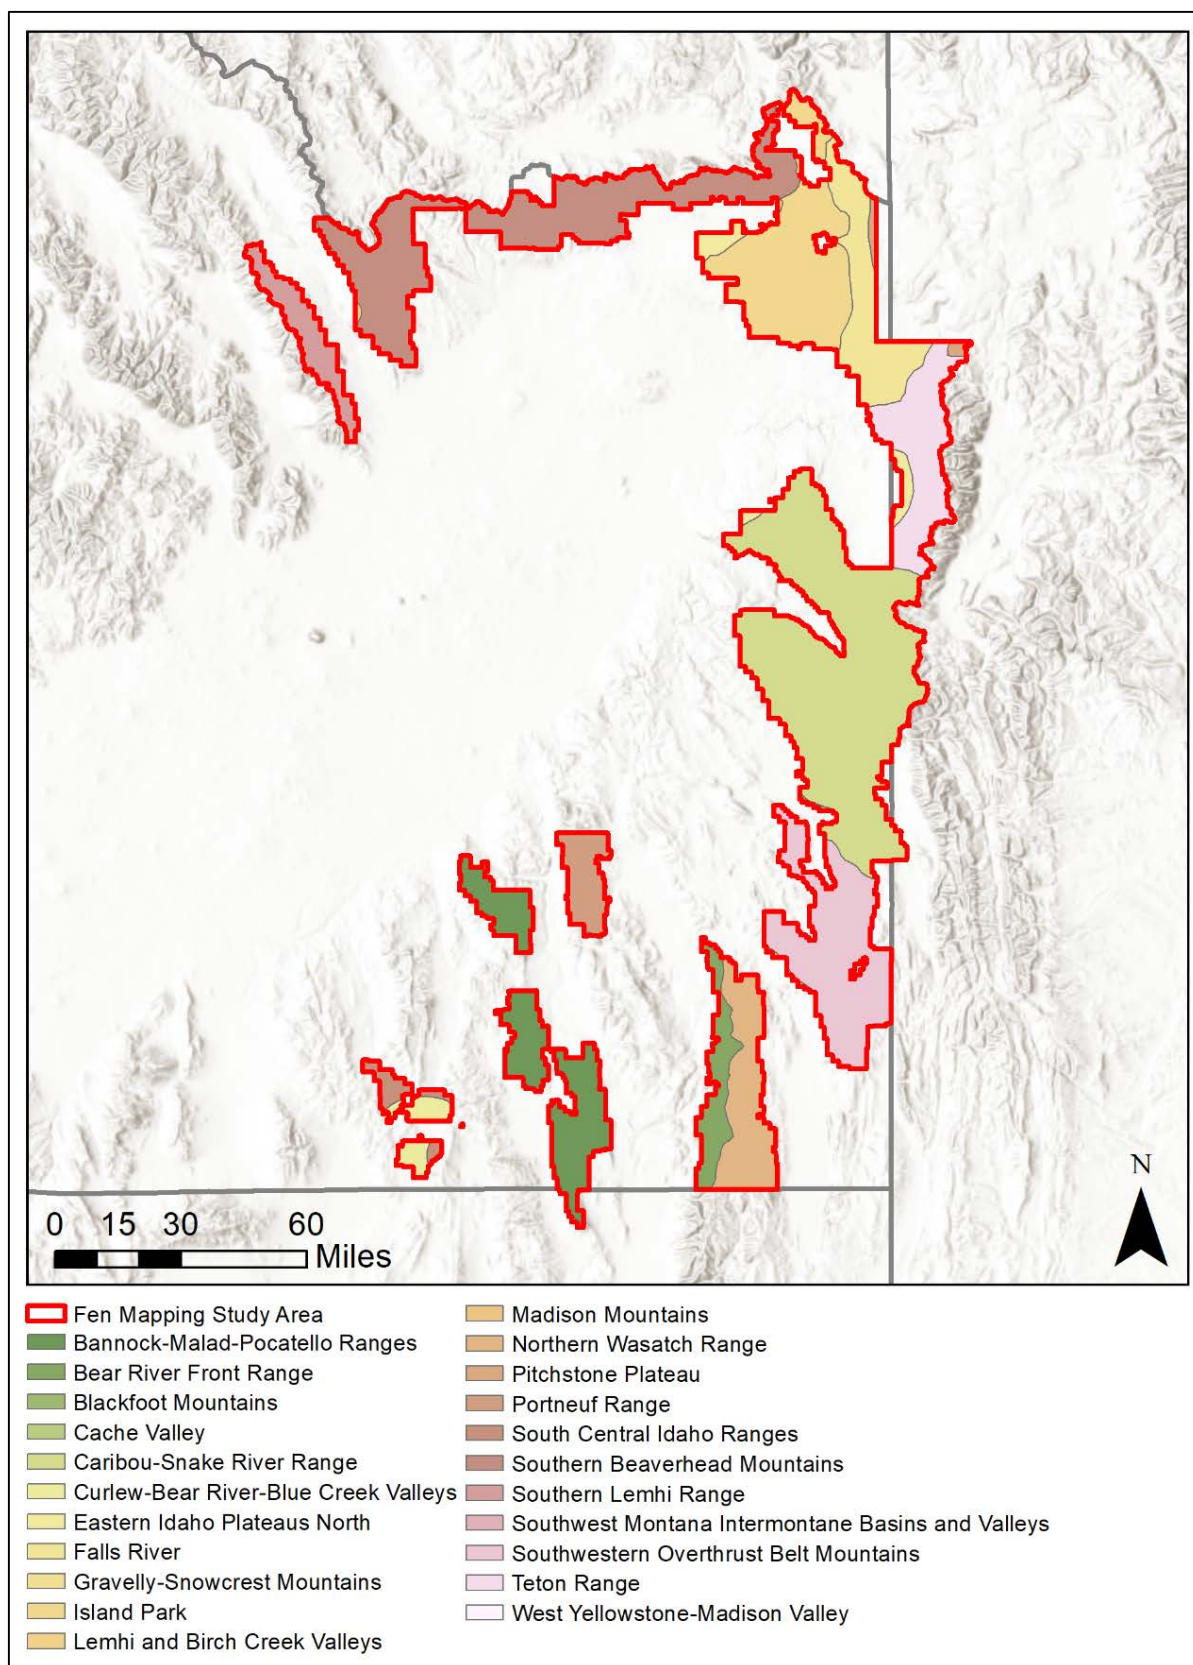 N
0 15 30 60
Miles
Fen Mapping Study Area
Bannock-Malad-Pocatello Ranges
Bear River Front Range
Blackfoot Mountains
Cache Valley
Caribou-Snake River Range
Curlew-Bear River-Blue Creek Valleys
Eastern Idaho Plateaus North
Falls River
Gravelly-Snowcrest Mountains
Island Park
Lemhi and Birch Creek Valleys
Madison Mountains
Northern Wasatch Range
Pitchstone Plateau
Portneuf Range
South Central Idaho Ranges
Southern Beaverhead Mountains
Southern Lemhi Range
Southwest Montana Intermontane Basins and Valleys
Southwestern Overthrust Belt Mountains
Teton Range
West Yellowstone-Madison Valley